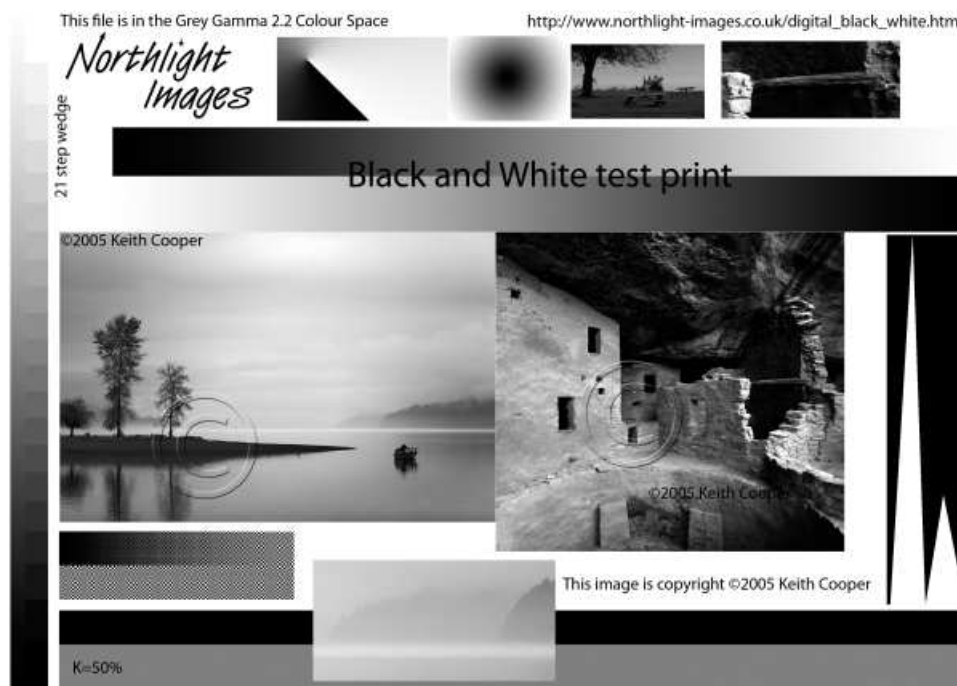 This file is in the Grey Gamma 2.2 Colour Space
http://www.northlight-images.co.uk/digital_black_white.htm
Northlight
Images
21 step wedge
Black and White test print
©2005 Keith Cooper
©2005 Keith Cooper
This image is copyright ©2005 Keith Cooper
K=50%